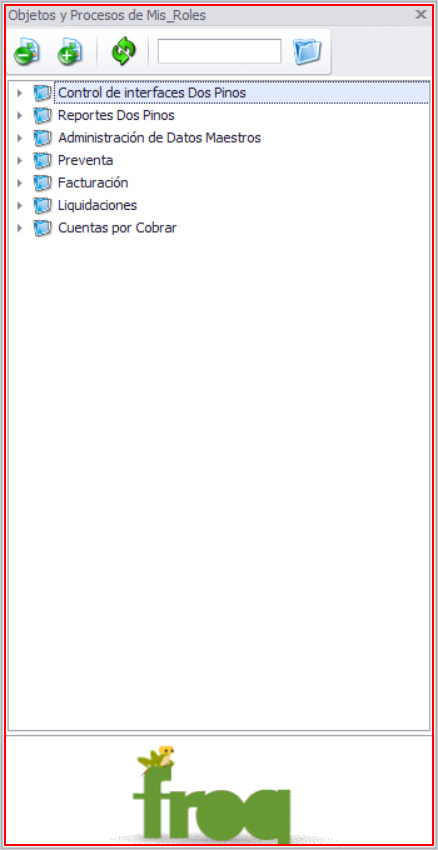 Objetos y Procesos de Mis_Roles
Control de interfaces Dos Pinos
Reportes Dos Pinos
Administración de Datos Maestros
Preventa
Facturación
Liquidaciones
Cuentas por Cobrar
froq